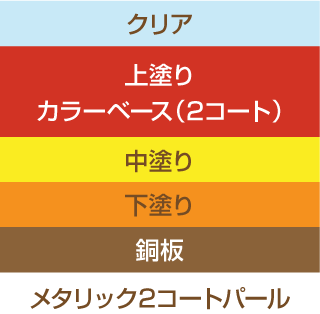 クリア
上塗り
カラーベース（2コート）
中塗り
下塗り
銅板
メタリック2コートパール